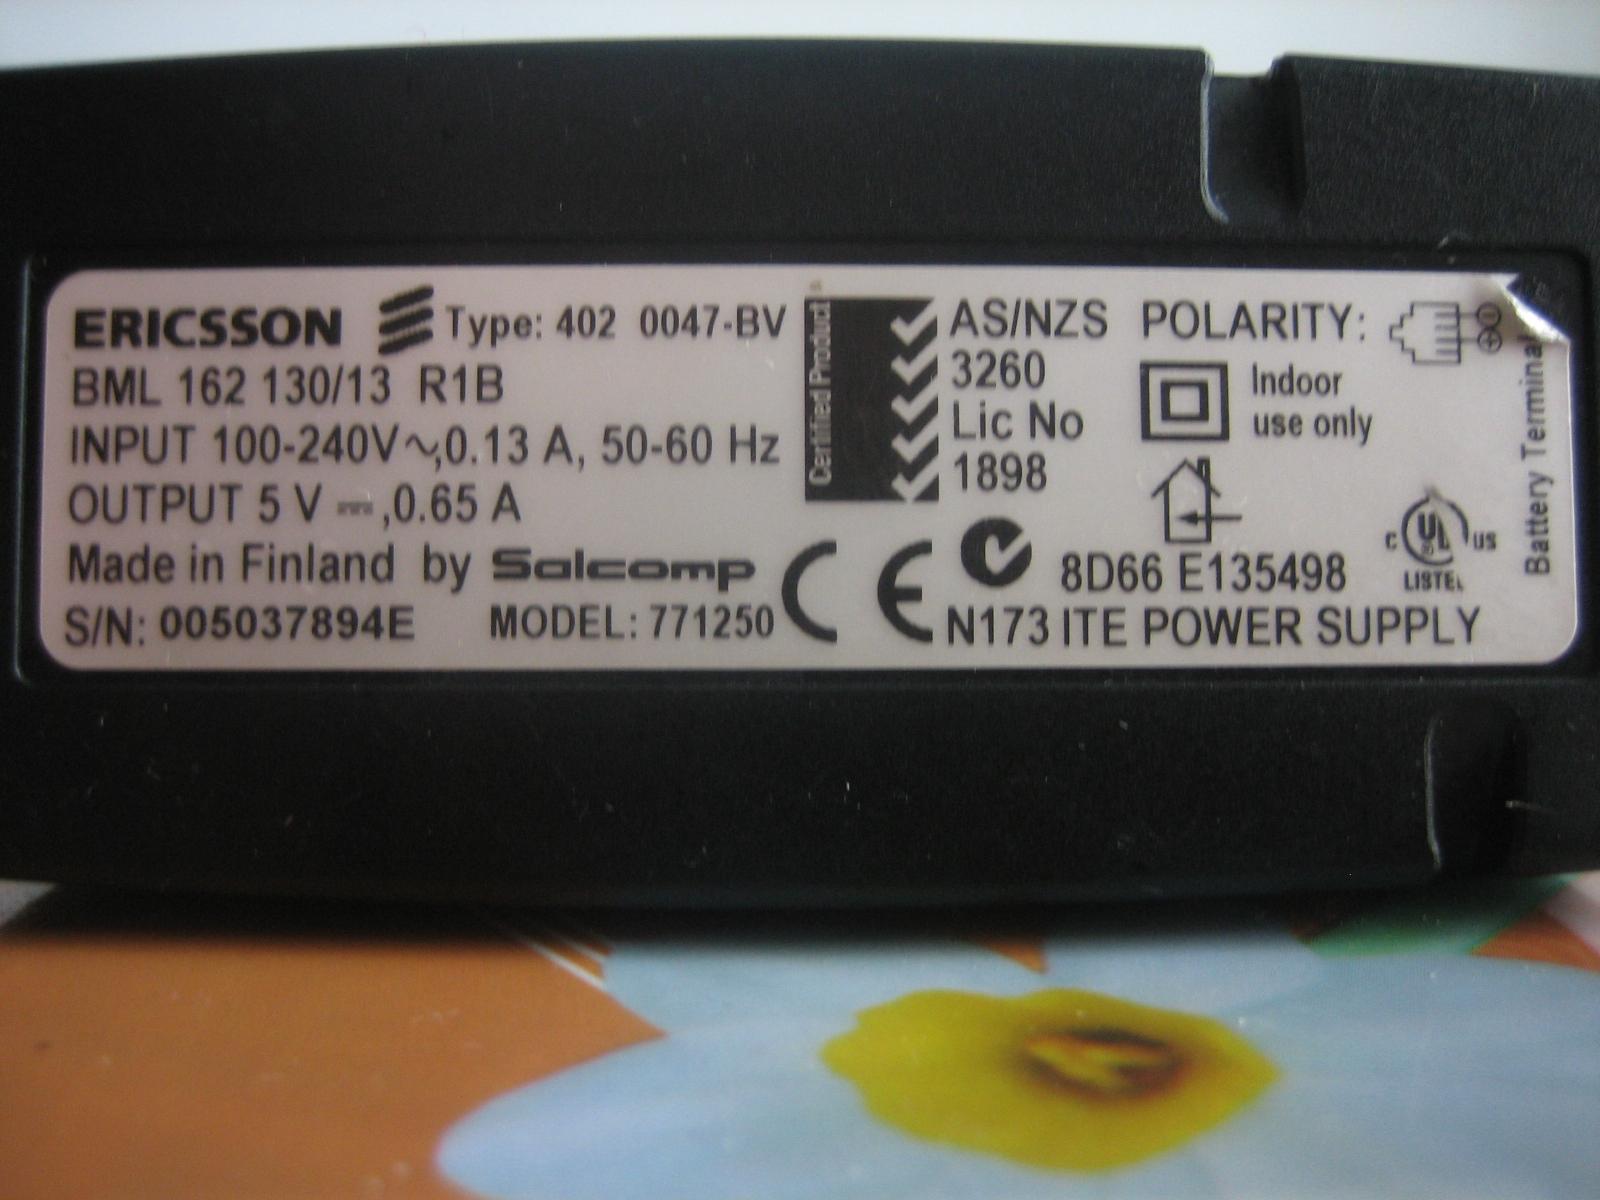 ERICSSON Type: 402 0047-BV
BML 162 130/13 R1B
INPUT 100-240V~,0.13 A, 50-60 Hz
OUTPUT 5 V ⎓,0.65 A
Made in Finland by Salcomp
S/N: 005037894E MODEL: 771250
Certified Product
AS/NZS
3260
Lic No
1898
POLARITY:
Indoor
use only
CE
8D66 E135498
N173 ITE POWER SUPPLY
c UL US
LISTE
Battery Terminal